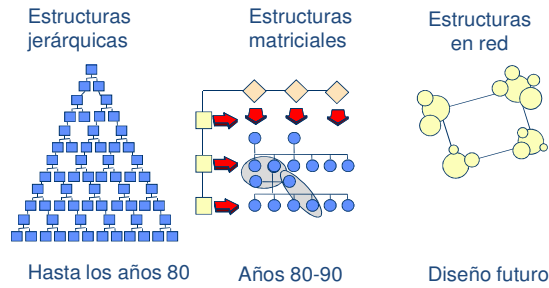 Estructuras
jerárquicas
Estructuras
matriciales
Estructuras
en red
Hasta los años 80
Años 80-90
Diseño futuro